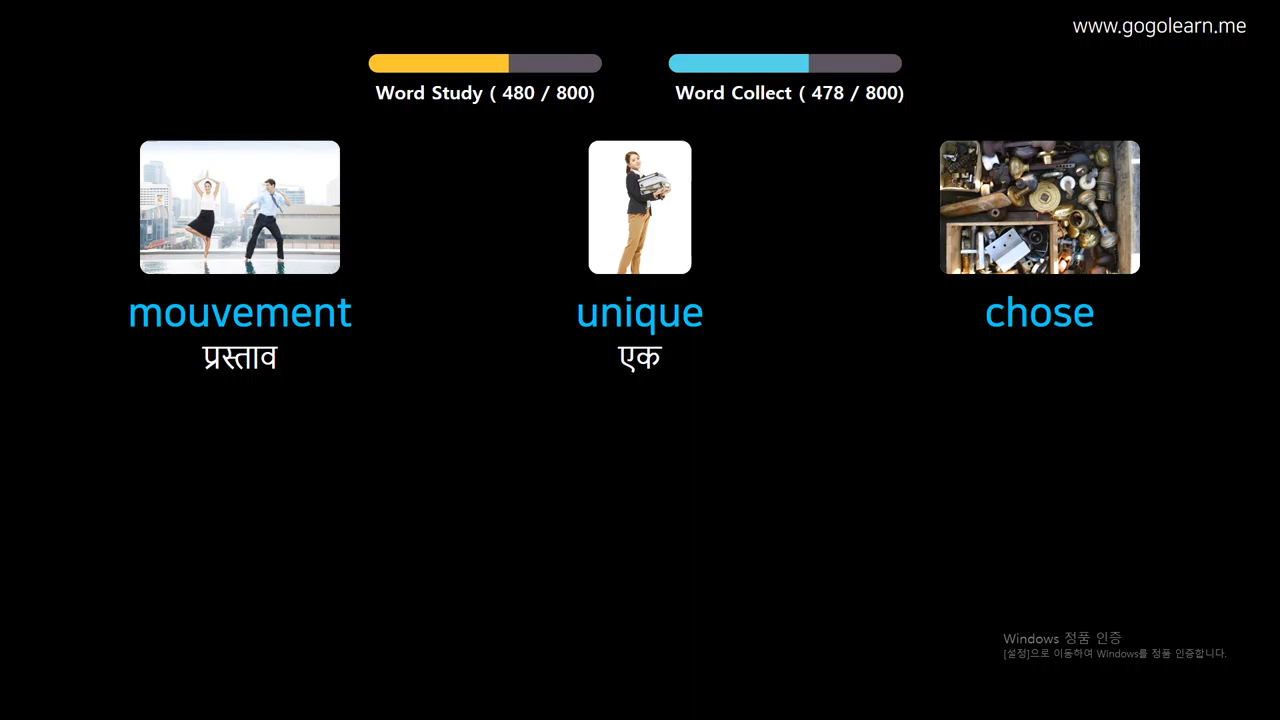 www.gogolearn.me
Word Study ( 480 / 800)
Word Collect ( 478 / 800)
mouvement
प्रस्ताव
unique
एक
chose
Windows 정품 인증
[설정]으로 이동하여 Windows를 정품 인증합니다.